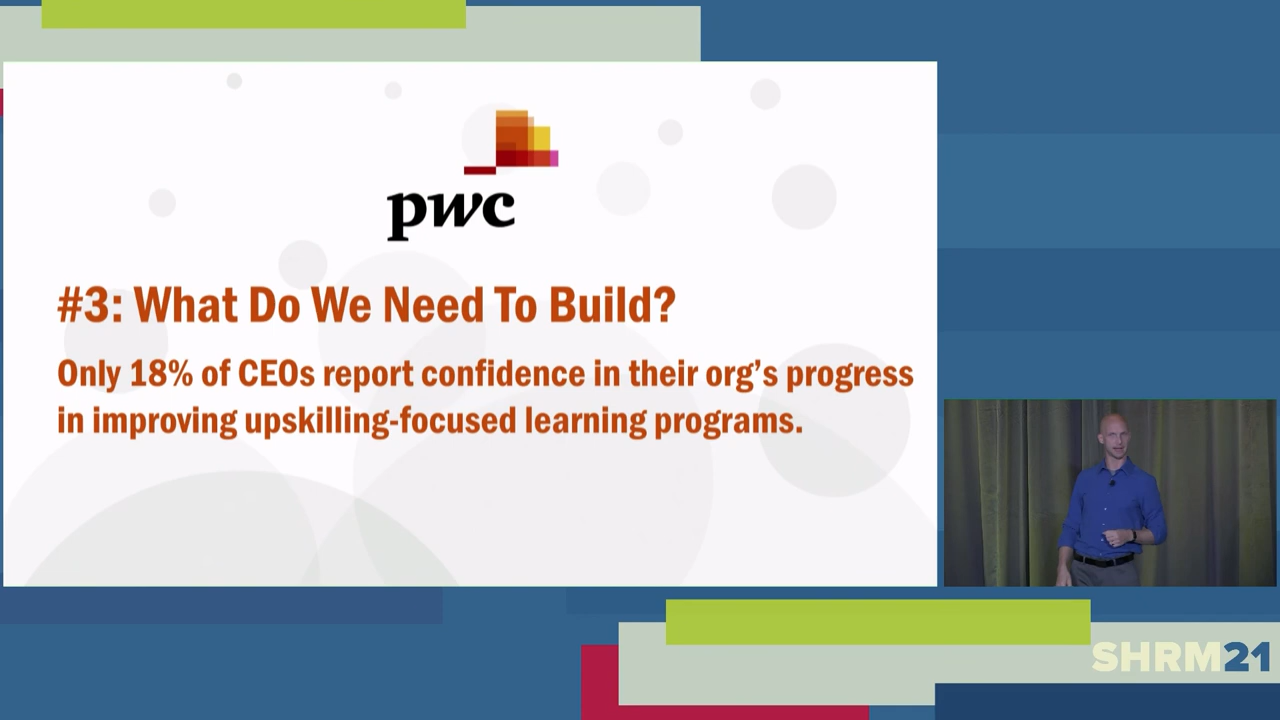 pwc
#3: What Do We Need To Build?
Only 18% of CEOs report confidence in their org’s progress
in improving upskilling-focused learning programs.
SHRM21